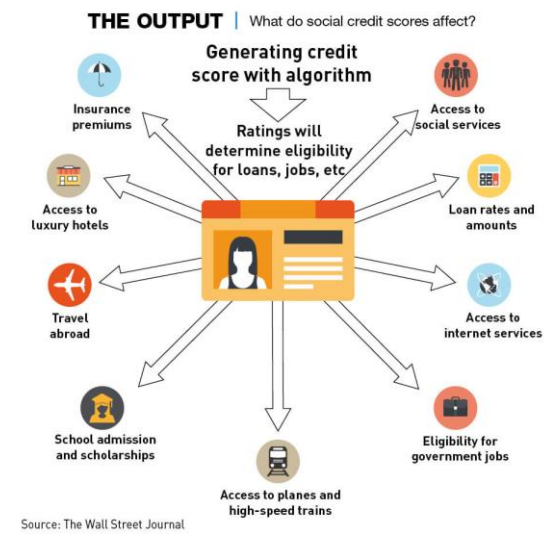 THE OUTPUT | What do social credit scores affect?
Generating credit
score with algorithm
Ratings will
determine eligibility
for loans, jobs, etc
Insurance
premiums
Access to
social services
Access to
luxury hotels
Loan rates and
amounts
Travel
abroad
Access to
internet services
School admission
and scholarships
Eligibility for
government jobs
Access to planes and
high-speed trains
Source: The Wall Street Journal